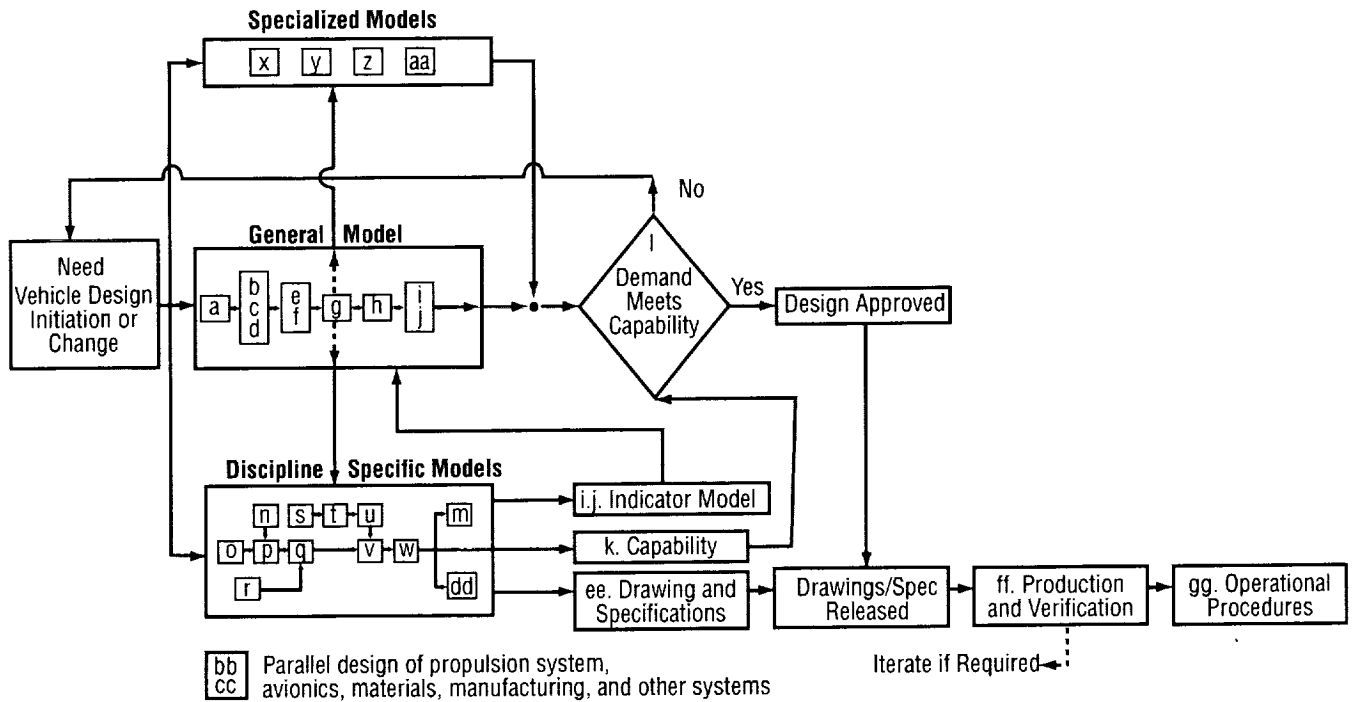 Specialized Models
x y z aa
No
General Model
Need
Vehicle Design
Initiation or
Change
a
b
c
d
e
f
g
h
i
j
l
Demand
Meets
Capability
Yes
Design Approved
Discipline Specific Models
n s t u m
o p q v w
r dd
i.j. Indicator Model
k. Capability
ee. Drawing and
Specifications
Drawings/Spec
Released
ff. Production
and Verification
gg. Operational
Procedures
Iterate if Required
bb
cc
Parallel design of propulsion system,
avionics, materials, manufacturing, and other systems